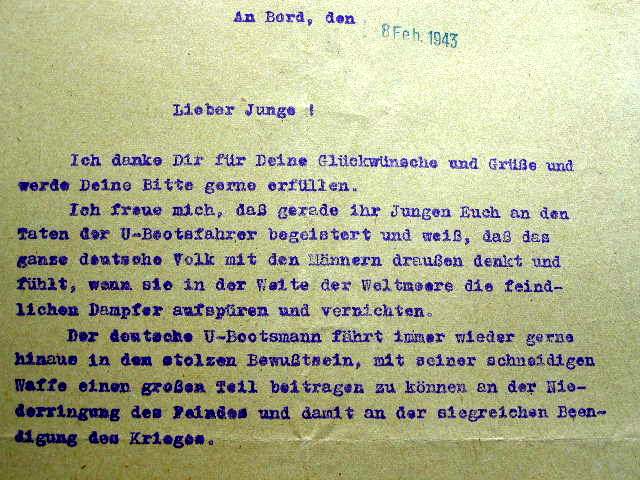 An Bord, den
8 Feb. 1943
Lieber Junge !
Ich danke Dir für Deine Glückwünsche und Grüße und
werde Deine Bitte gerne erfüllen.
Ich freue mich, daß gerade ihr Jungen Euch an den
Taten der U-Bootsfahrer begeistert und weiß, daß das
ganze deutsche Volk mit den Männern draußen denkt und
fühlt, wenn sie in der Weite der Weltmeere die feind-
lichen Dampfer aufspüren und vernichten.
Der deutsche U-Bootsmann fährt immer wieder gerne
hinaus in dem stolzen Bewußtsein, mit seiner schneidigen
Waffe einen großen Teil beitragen zu können an der Nie-
derringung des Feindes und damit an der siegreichen Been-
digung des Krieges.